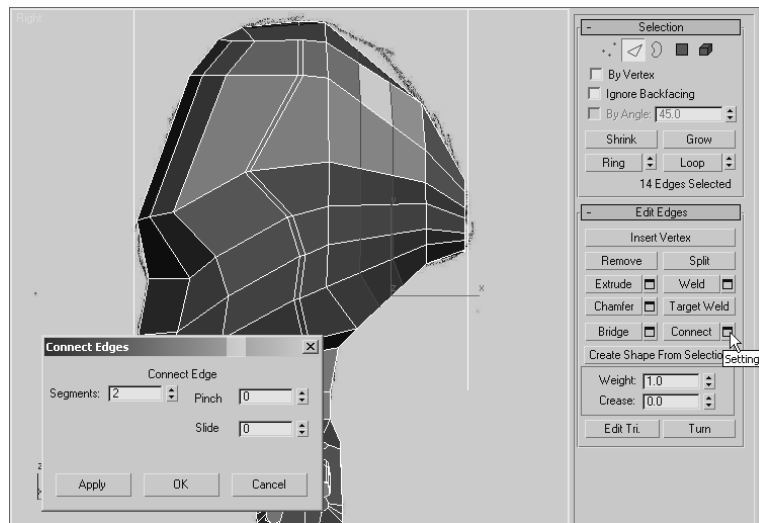 Right
- Selection
By Vertex
Ignore Backfacing
By Angle: 45.0
Shrink Grow
Ring Loop
14 Edges Selected
- Edit Edges
Insert Vertex
Remove Split
Extrude Weld
Chamfer Target Weld
Bridge Connect
Create Shape From Selection
Setting
Weight: 1.0
Crease: 0.0
Edit Tri. Turn
Connect Edges
Connect Edge
Segments: 2 Pinch 0
Slide 0
Apply OK Cancel
z
x
x
z